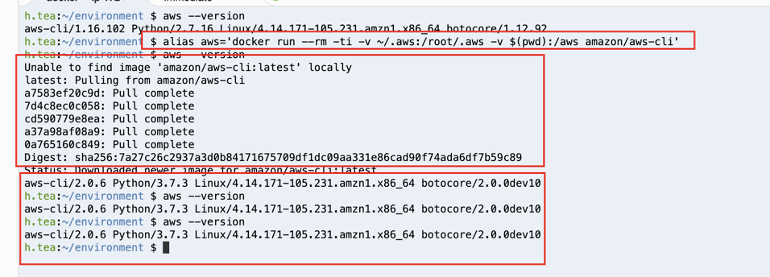 h.tea:~/environment $ aws --version
aws-cli/1.16.102 Python/2.7.16 Linux/4.14.171-105.231.amzn1.x86_64 botocore/1.12.92
h.tea:~/environment $ alias aws='docker run --rm -ti -v ~/.aws:/root/.aws -v $(pwd):/aws amazon/aws-cli'
h.tea:~/environment $ aws --version
Unable to find image 'amazon/aws-cli:latest' locally
latest: Pulling from amazon/aws-cli
a7583ef20c9d: Pull complete
7d4c8ec0c058: Pull complete
cd590779e8ea: Pull complete
a37a98af08a9: Pull complete
0a765160c849: Pull complete
Digest: sha256:7a27c26c2937a3d0b84171675709df1dc09aa331e86cad90f74ada6df7b59c89
Status: Downloaded newer image for amazon/aws-cli:latest
aws-cli/2.0.6 Python/3.7.3 Linux/4.14.171-105.231.amzn1.x86_64 botocore/2.0.0dev10
h.tea:~/environment $ aws --version
aws-cli/2.0.6 Python/3.7.3 Linux/4.14.171-105.231.amzn1.x86_64 botocore/2.0.0dev10
h.tea:~/environment $ aws --version
aws-cli/2.0.6 Python/3.7.3 Linux/4.14.171-105.231.amzn1.x86_64 botocore/2.0.0dev10
h.tea:~/environment $